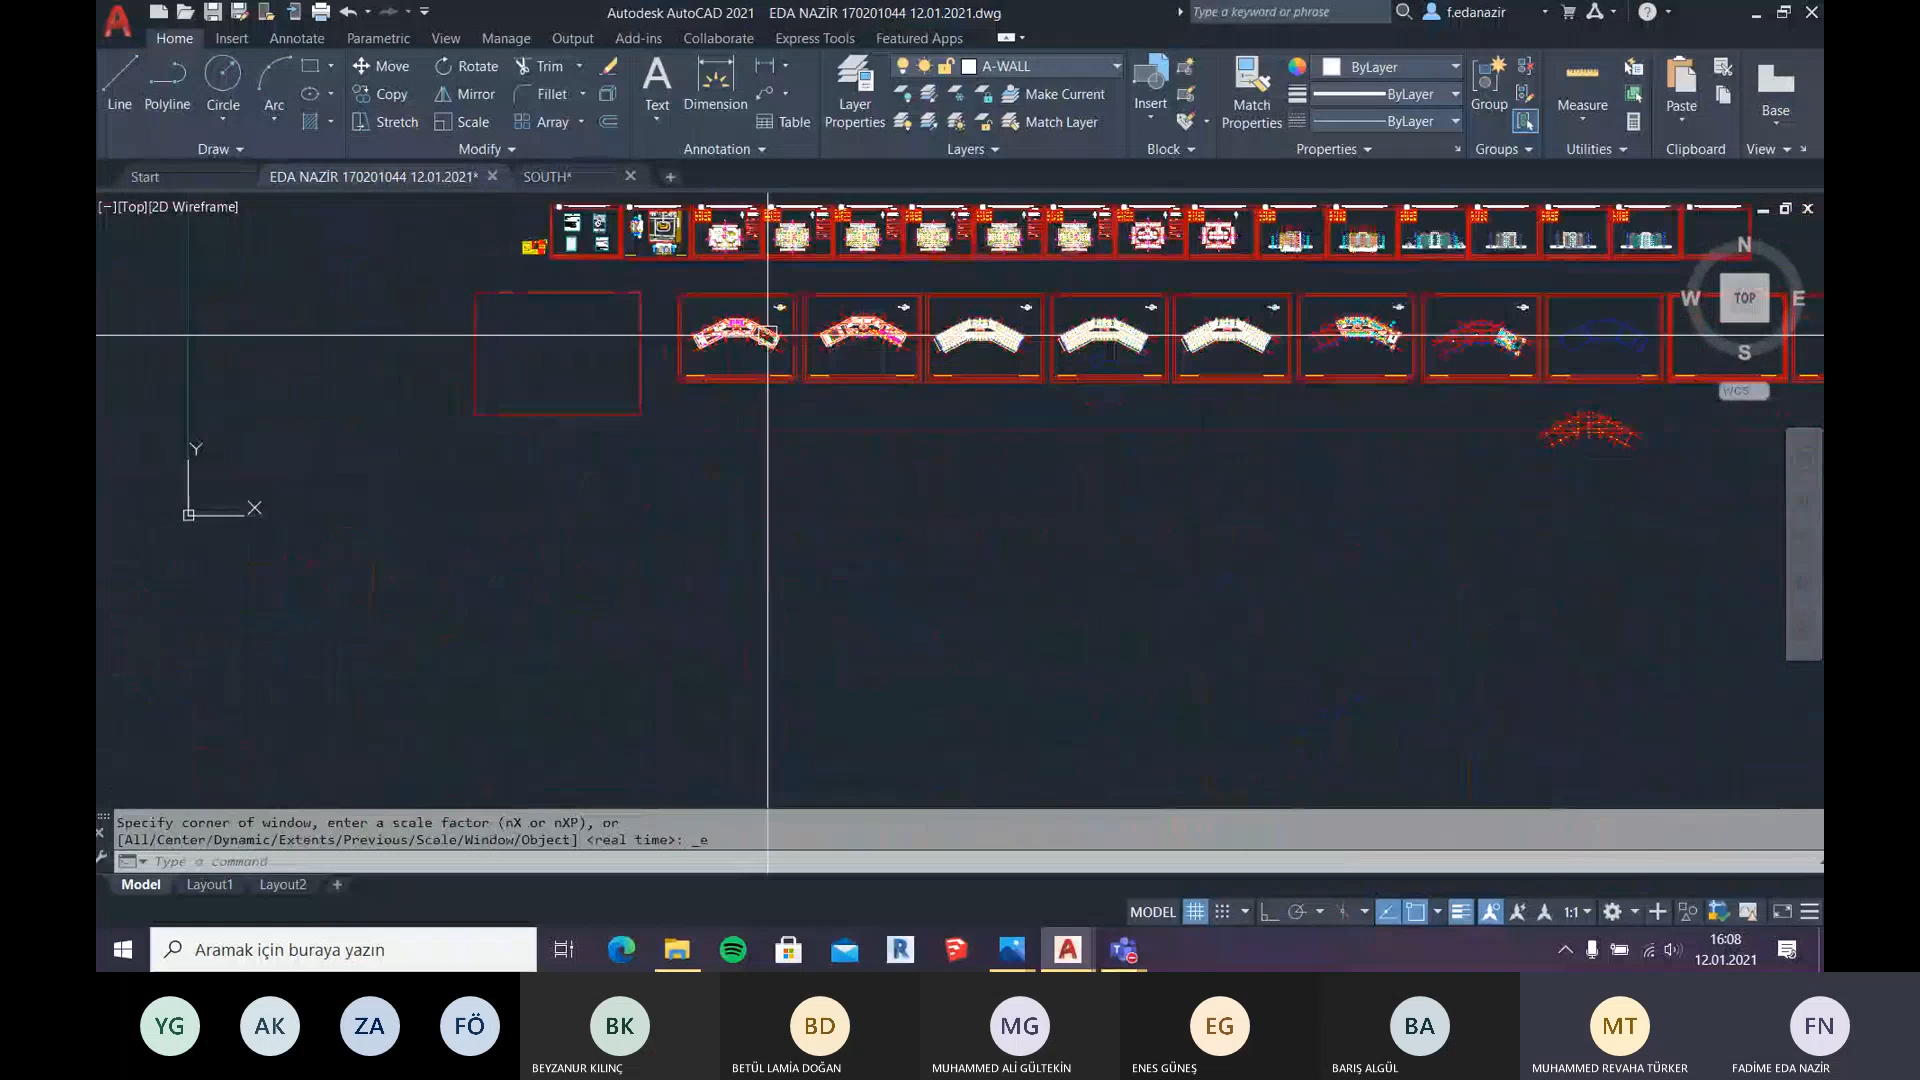 Autodesk AutoCAD 2021 EDA NAZİR 170201044 12.01.2021.dwg
Type a keyword or phrase
f.edanazir
Home Insert Annotate Parametric View Manage Output Add-ins Collaborate Express Tools Featured Apps
Line Polyline Circle Arc
Move Rotate Trim
Copy Mirror Fillet
Stretch Scale Array
Text Dimension Table
Layer Properties
A-WALL
Make Current
Match Layer
Insert
Match Properties
ByLayer
ByLayer
ByLayer
Group
Measure
Paste
Base
Draw Modify Annotation Layers Block Properties Groups Utilities Clipboard View
Start EDA NAZİR 170201044 12.01.2021* SOUTH*
[−][Top][2D Wireframe]
N
W TOP E
S
WCS
Y
X
Specify corner of window, enter a scale factor (nX or nXP), or
[All/Center/Dynamic/Extents/Previous/Scale/Window/Object] <real time>: _e
Type a command
Model Layout1 Layout2
MODEL 1:1
Aramak için buraya yazın
16:08
12.01.2021
YG AK ZA FÖ BK BD MG EG BA MT FN
BEYZANUR KILINÇ BETÜL LAMİA DOĞAN MUHAMMED ALİ GÜLTEKİN ENES GÜNEŞ BARIŞ ALGÜL MUHAMMED REVAHA TÜRKER FADİME EDA NAZİR